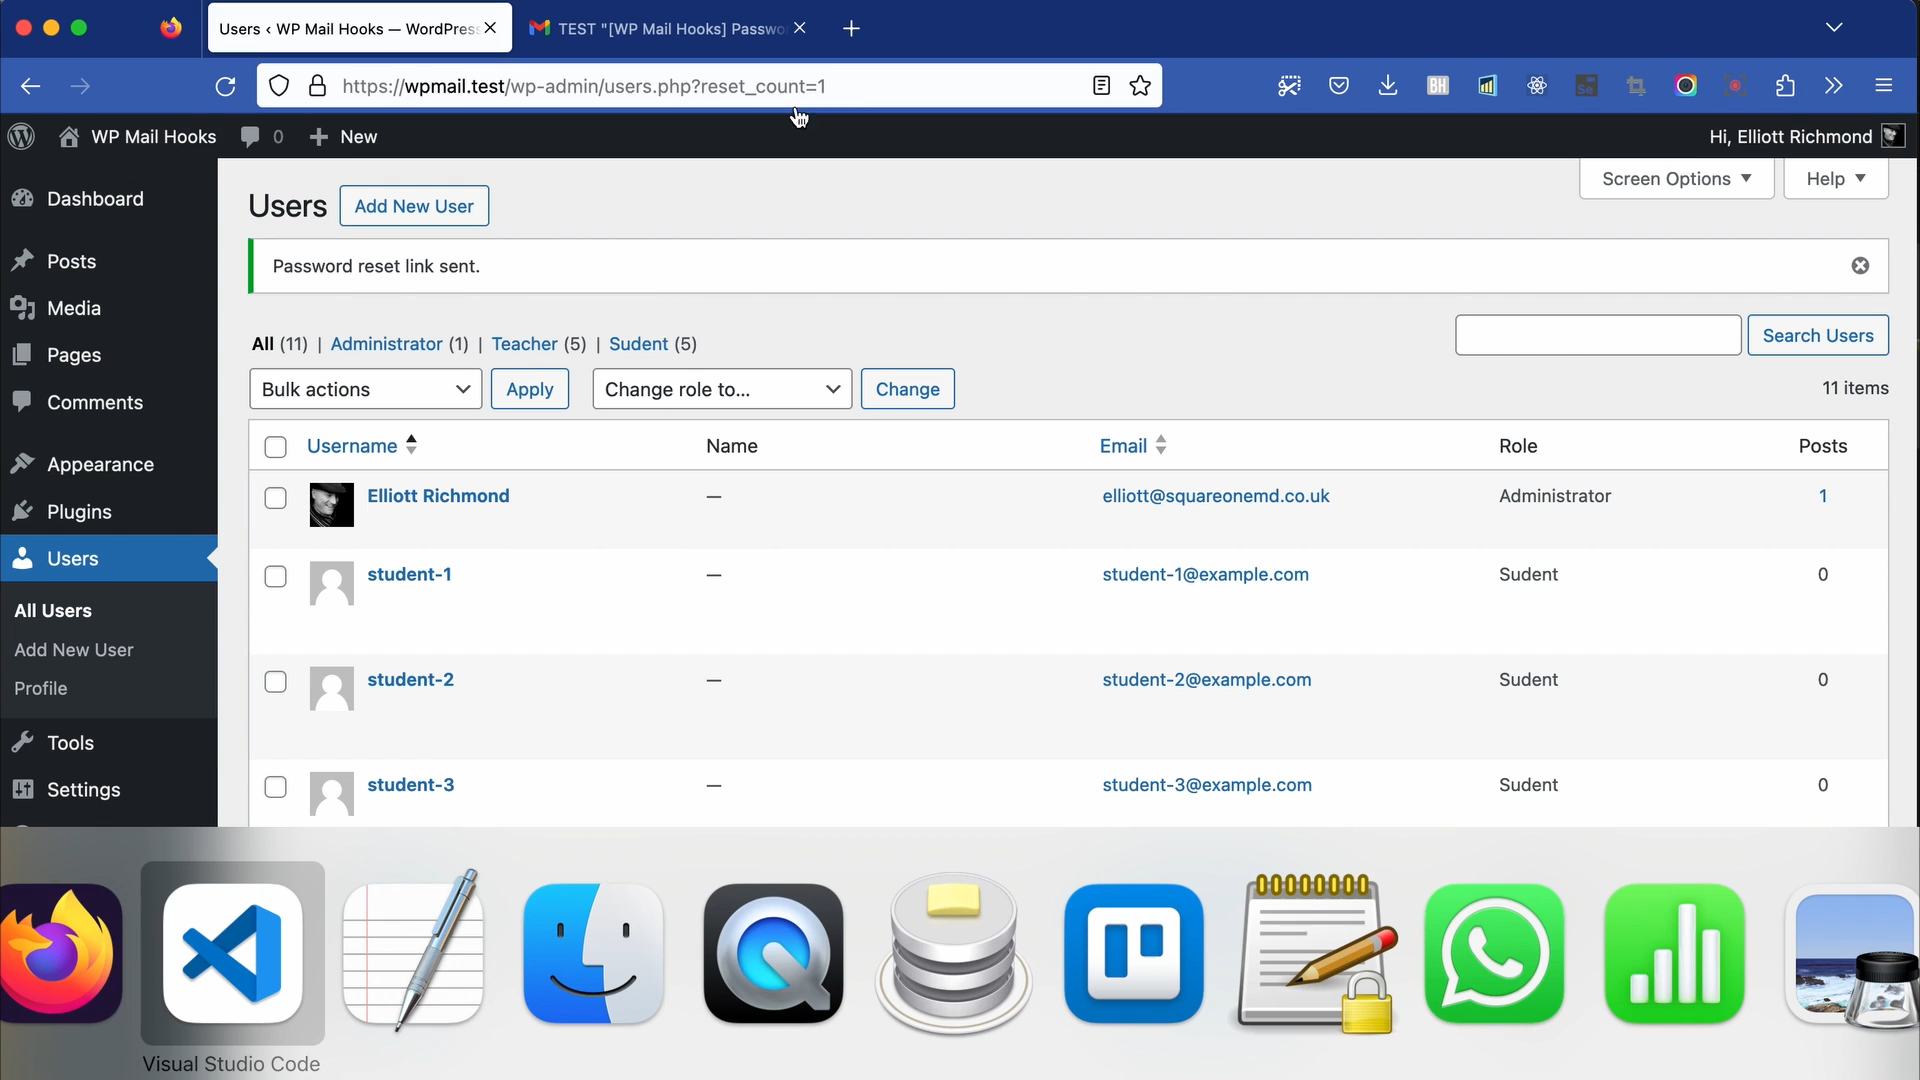 Users ‹ WP Mail Hooks — WordPress
TEST "[WP Mail Hooks] Passwo
https://wpmail.test/wp-admin/users.php?reset_count=1
BH
Se
WP Mail Hooks
0
New
Hi, Elliott Richmond
Dashboard
Posts
Media
Pages
Comments
Appearance
Plugins
Users
All Users
Add New User
Profile
Tools
Settings
Users
Add New User
Screen Options
Help
Password reset link sent.
All (11) | Administrator (1) | Teacher (5) | Sudent (5)
Search Users
Bulk actions
Apply
Change role to...
Change
11 items
Username Name Email Role Posts
Elliott Richmond — elliott@squareonemd.co.uk Administrator 1
student-1 — student-1@example.com Sudent 0
student-2 — student-2@example.com Sudent 0
student-3 — student-3@example.com Sudent 0
Visual Studio Code